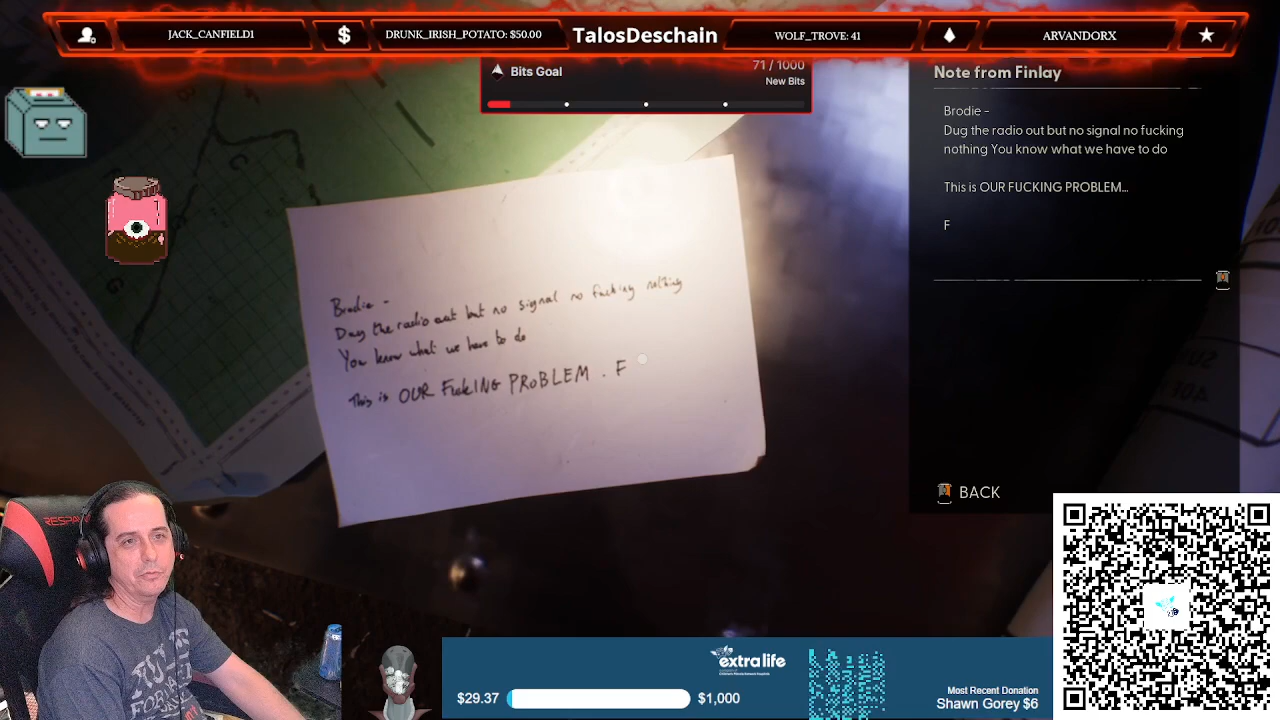 JACK_CANFIELD1
$
DRUNK_IRISH_POTATO: $50.00
TalosDeschain
WOLF_TROVE: 41
ARVANDORX
Bits Goal
71 / 1000
New Bits
Note from Finlay
Brodie -
Dug the radio out but no signal no fucking
nothing You know what we have to do
This is OUR FUCKING PROBLEM...
F
Brodie -
Dug the radio out but no signal no fucking nothing
You know what we have to do
This is OUR FucKING PROBLEM . F
BACK
extralife
$29.37
$1,000
Most Recent Donation
Shawn Gorey $6